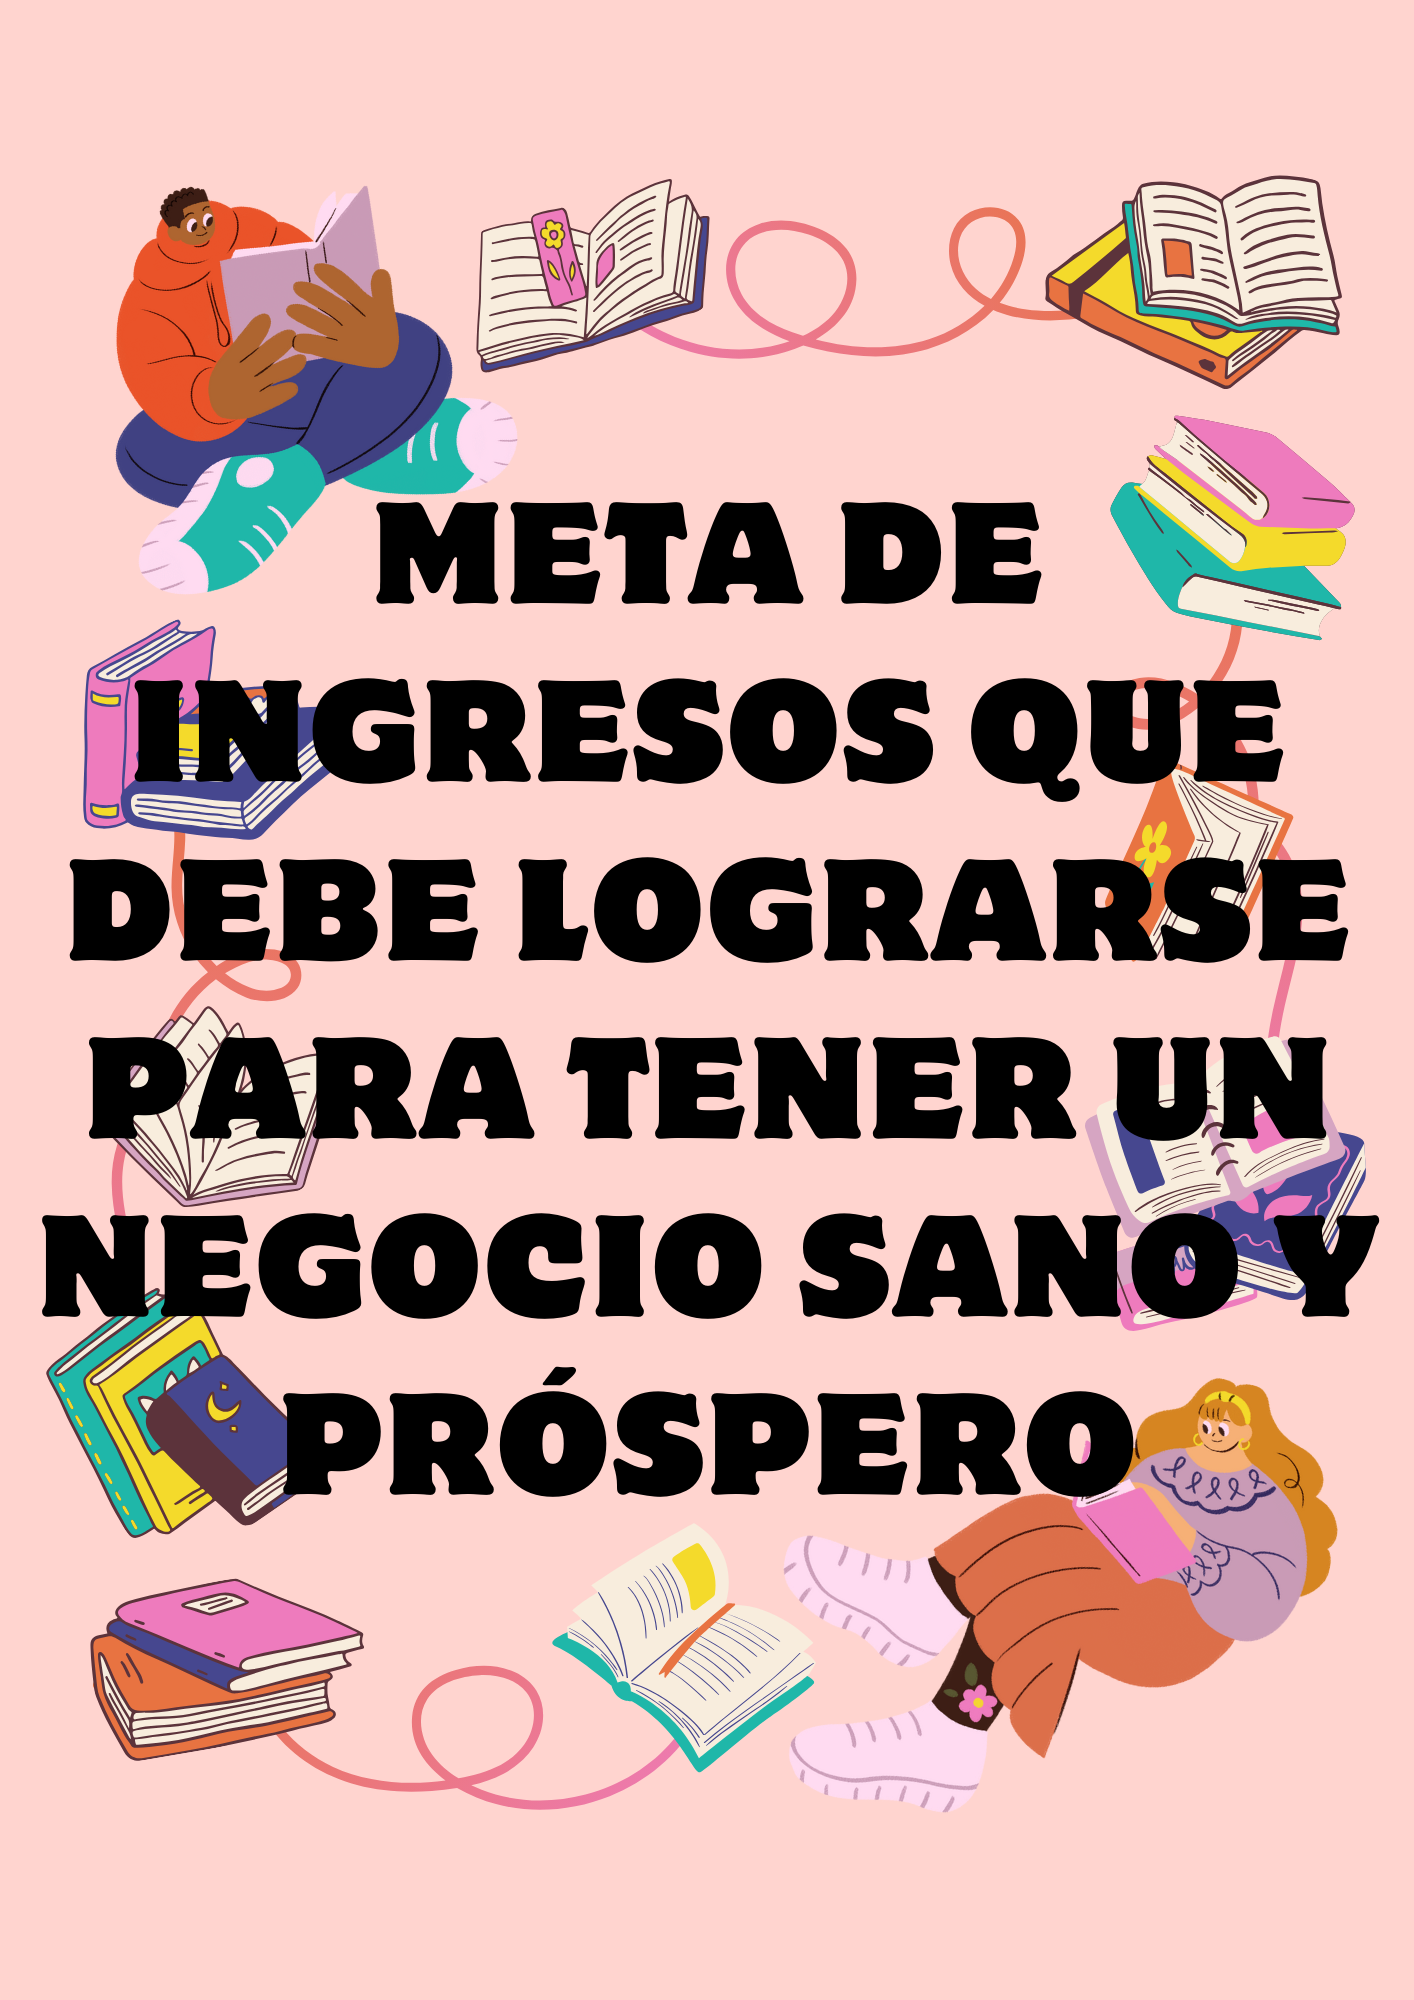 META DE
INGRESOS QUE
DEBE LOGRARSE
PARA TENER UN
NEGOCIO SANO Y
PRÓSPERO